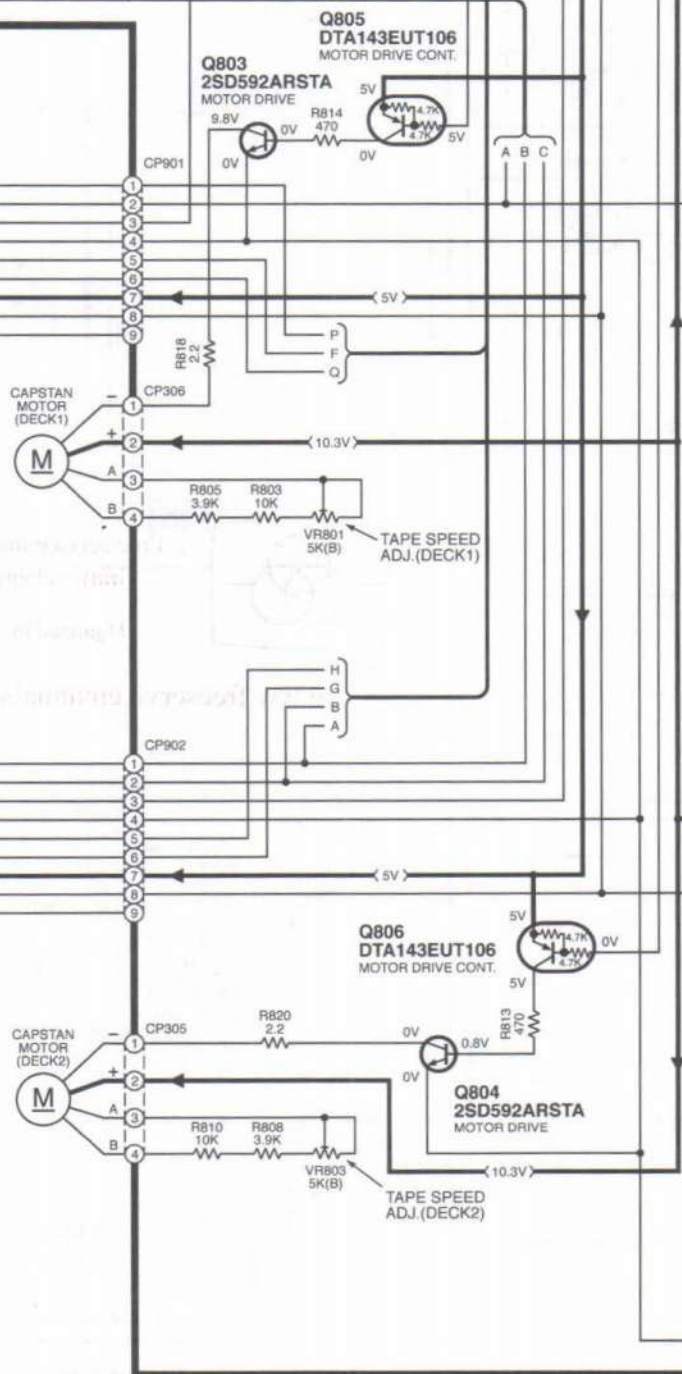 Q805
DTA143EUT106
MOTOR DRIVE CONT.
Q803
2SD592ARSTA
MOTOR DRIVE
5V
4.7K
4.7K
5V
0V
R814
470
9.8V
0V
0V
A B C
CP901
1
2
3
4
5
6
7
8
9
5V
P
F
Q
R818
2.2
CAPSTAN
MOTOR
(DECK1)
M
CP306
− 1
+ 2
A 3
B 4
10.3V
R805
3.9K
R803
10K
VR801
5K(B)
TAPE SPEED
ADJ.(DECK1)
H
G
B
A
CP902
1
2
3
4
5
6
7
8
9
5V
Q806
DTA143EUT106
MOTOR DRIVE CONT.
5V
4.7K
4.7K
0V
5V
R813
470
CAPSTAN
MOTOR
(DECK2)
M
CP305
− 1
+ 2
A 3
B 4
R820
2.2
0V
0.8V
0V
Q804
2SD592ARSTA
MOTOR DRIVE
R810
10K
R808
3.9K
VR803
5K(B)
10.3V
TAPE SPEED
ADJ.(DECK2)